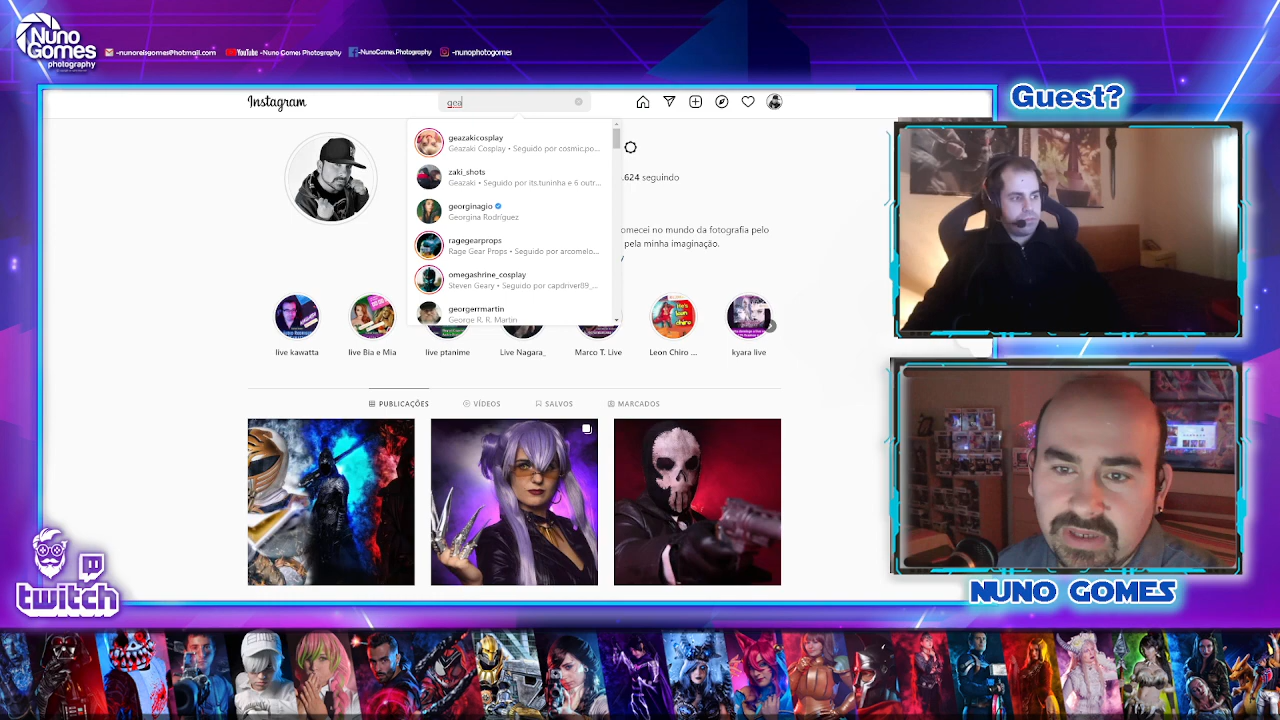 Nuno
Gomes
photography
-nunoreisgomes@hotmail.com
YouTube -Nuno Gomes Photography
-NunoGomes.Photography
-nunophotogomes
Guest?
Instagram
gea
geazakicosplay
Geazaki Cosplay • Seguido por cosmic.po...
zaki_shots
Geazaki • Seguido por its.tuninha e 6 outr...
georginagio
Georgina Rodríguez
ragegearprops
Rage Gear Props • Seguido por arcomelo...
omegashrine_cosplay
Steven Geary • Seguido por capdriver89_...
georgerrmartin
George R. R. Martin
.624 seguindo
omecei no mundo da fotografia pelo
pela minha imaginação.
y
live kawatta
live Bia e Mia
live ptanime
Live Nagara_
Marco T. Live
Leon Chiro ...
kyara live
PUBLICAÇÕES
VÍDEOS
SALVOS
MARCADOS
twitch
NUNO GOMES